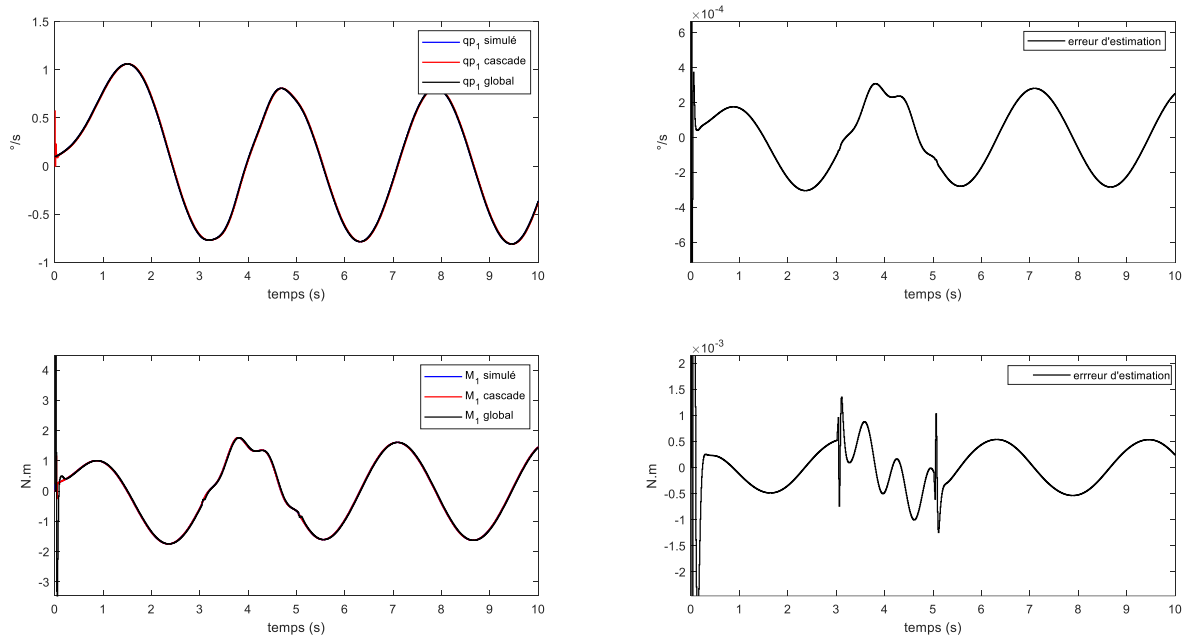 1.5
1
0.5
0
-0.5
-1
°/s
0 1 2 3 4 5 6 7 8 9 10
temps (s)
qp1 simulé
qp1 cascade
qp1 global
×10-4
6
4
2
0
-2
-4
-6
°/s
0 1 2 3 4 5 6 7 8 9 10
temps (s)
erreur d'estimation
4
3
2
1
0
-1
-2
-3
N.m
0 1 2 3 4 5 6 7 8 9 10
temps (s)
M1 simulé
M1 cascade
M1 global
×10-3
2
1.5
1
0.5
0
-0.5
-1
-1.5
-2
N.m
0 1 2 3 4 5 6 7 8 9 10
temps (s)
errreur d'estimation